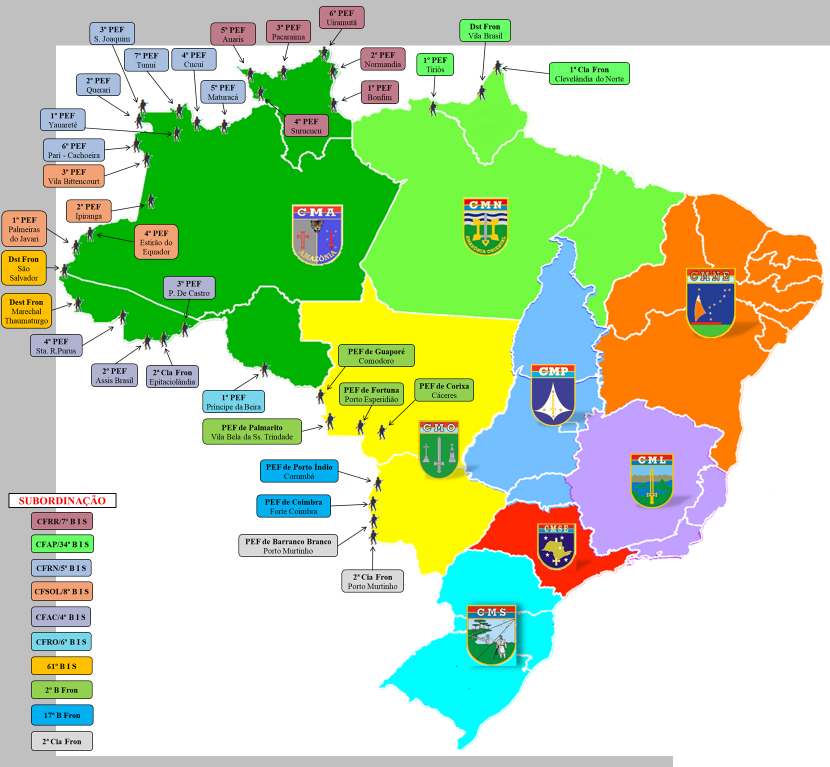 6º PEF
Uiramutã
3º PEF
S. Joaquim
5º PEF
Auaris
3º PEF
Pacaraima
Dst Fron
Vila Brasil
7º PEF
Tunui
4º PEF
Cucui
2º PEF
Normandia
1º PEF
Tiriós
1ª Cia Fron
Clevelândia do Norte
2º PEF
Querari
5º PEF
Maturacá
1º PEF
Bonfim
1º PEF
Yauaretê
4º PEF
Surucucu
6º PEF
Pari - Cachoeira
3º PEF
Vila Bittencourt
2º PEF
Ipiranga
1º PEF
Palmeiras
do Javari
4º PEF
Estirão do
Equador
CMA
AMAZÔNIA
CMN
AMAZÔNIA ORIENTAL
Dst Fron
São
Salvador
CMNE
3º PEF
P. De Castro
Dest Fron
Marechal
Thaumaturgo
4º PEF
Sta. R.Purus
2º PEF
Assis Brasil
2ª Cia Fron
Epitaciolândia
PEF de Guaporé
Comodoro
1º PEF
Príncipe da Beira
PEF de Fortuna
Porto Esperidião
PEF de Corixa
Cáceres
CMP
PEF de Palmarito
Vila Bela da Ss. Trindade
CMO
CML
PEF de Porto Índio
Corumbá
SUBORDINAÇÃO
PEF de Coimbra
Forte Coimbra
CFRR/7º B I S
CMSE
PEF de Barranco Branco
Porto Murtinho
CFAP/34º B I S
CFRN/5º B I S
2ª Cia Fron
Porto Murtinho
CFSOL/8º B I S
CFAC/4º B I S
CMS
CFRO/6º B I S
61º B I S
2º B Fron
17º B Fron
2ª Cia Fron